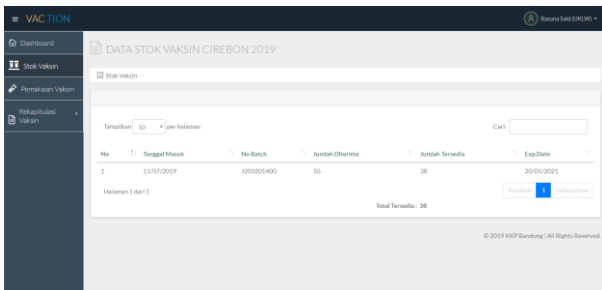 VACTION
Rasuna Said (UKLW)
Dashboard
DATA STOK VAKSIN CIREBON 2019
Stok Vaksin
Stok Vaksin
Pemakaian Vaksin
Rekapitulasi Vaksin
Tampilkan 10 per halaman
Cari:
No Tanggal Masuk No Batch Jumlah Diterima Jumlah Tersedia Exp.Date
1 11/07/2019 J201801400 50 38 20/05/2021
Halaman 1 dari 1
Kembali 1 Selanjutnya
Total Tersedia : 38
© 2019 KKP Bandung | All Rights Reserved.